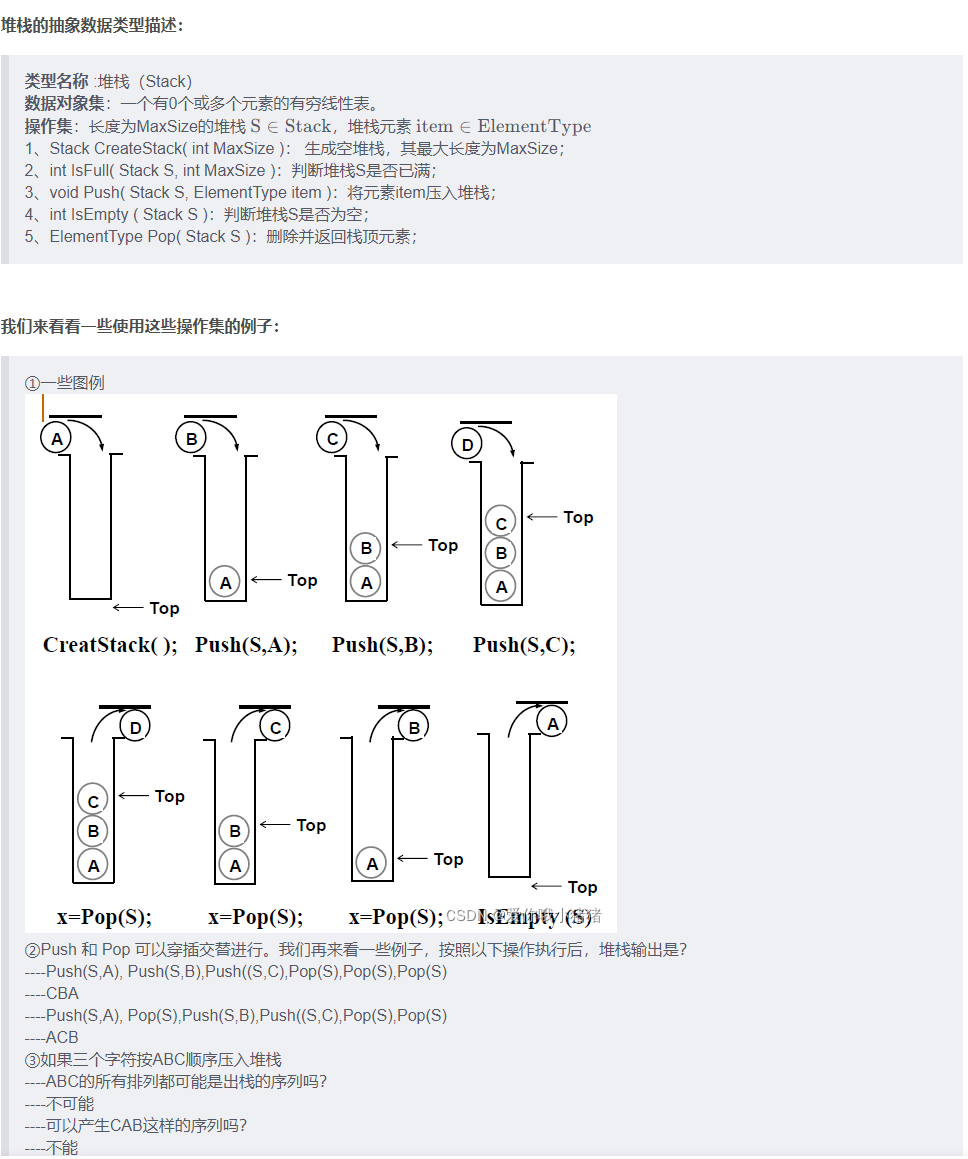 堆栈的抽象数据类型描述：
类型名称 :堆栈（Stack）
数据对象集：一个有0个或多个元素的有穷线性表。
操作集：长度为MaxSize的堆栈 S ∈ Stack，堆栈元素 item ∈ ElementType
1、Stack CreateStack( int MaxSize )： 生成空堆栈，其最大长度为MaxSize；
2、int IsFull( Stack S, int MaxSize )：判断堆栈S是否已满；
3、void Push( Stack S, ElementType item )：将元素item压入堆栈；
4、int IsEmpty ( Stack S )：判断堆栈S是否为空；
5、ElementType Pop( Stack S )：删除并返回栈顶元素；
我们来看看一些使用这些操作集的例子：
①一些图例
A B C D
C
B B
A A A
Top Top Top Top
CreatStack( ); Push(S,A); Push(S,B); Push(S,C);
D C B A
C
B B
A A A
Top Top Top Top
x=Pop(S); x=Pop(S); x=Pop(S); IsEmpty (S)
CSDN @爱你哦小猪猪
②Push 和 Pop 可以穿插交替进行。我们再来看一些例子，按照以下操作执行后，堆栈输出是？
----Push(S,A), Push(S,B),Push((S,C),Pop(S),Pop(S),Pop(S)
----CBA
----Push(S,A), Pop(S),Push(S,B),Push((S,C),Pop(S),Pop(S)
----ACB
③如果三个字符按ABC顺序压入堆栈
----ABC的所有排列都可能是出栈的序列吗？
----不可能
----可以产生CAB这样的序列吗？
----不能